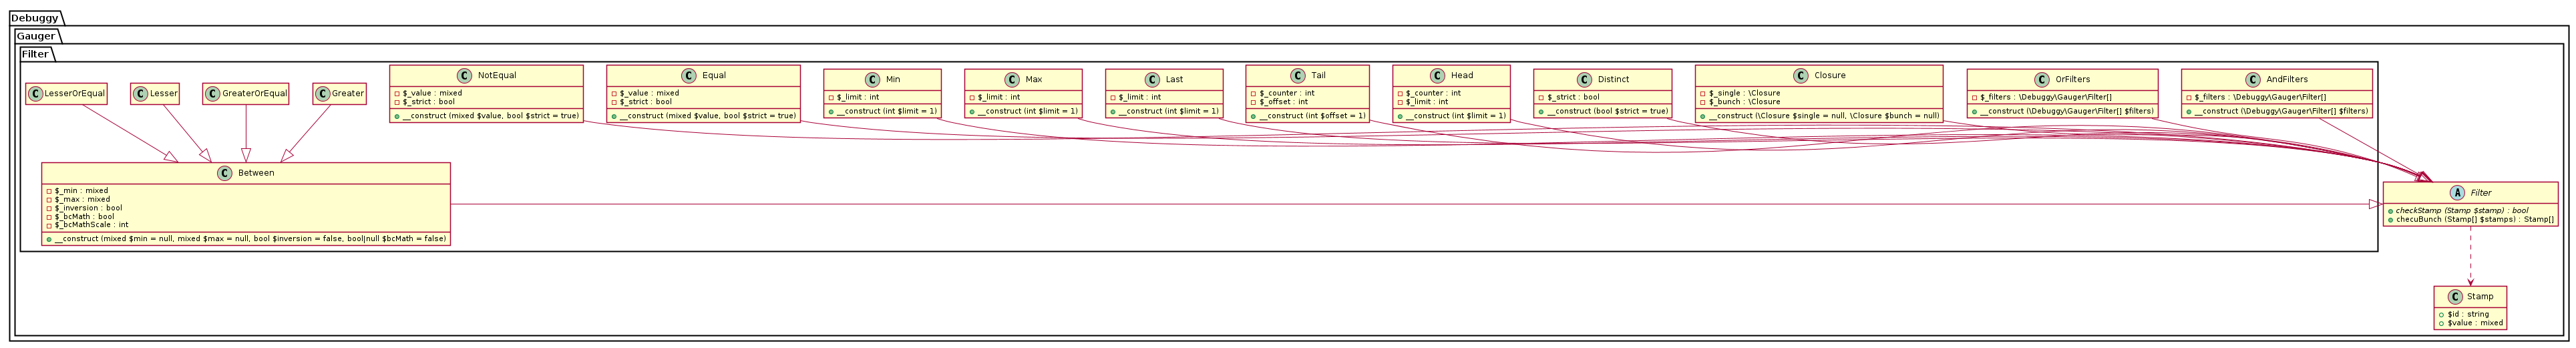 Debuggy
Gauger
Filter
C LesserOrEqual
C Lesser
C GreaterOrEqual
C Greater
C NotEqual
$_value : mixed
$_strict : bool
__construct (mixed $value, bool $strict = true)
C Equal
$_value : mixed
$_strict : bool
__construct (mixed $value, bool $strict = true)
C Min
$_limit : int
__construct (int $limit = 1)
C Max
$_limit : int
__construct (int $limit = 1)
C Last
$_limit : int
__construct (int $limit = 1)
C Tail
$_counter : int
$_offset : int
__construct (int $offset = 1)
C Head
$_counter : int
$_limit : int
__construct (int $limit = 1)
C Distinct
$_strict : bool
__construct (bool $strict = true)
C Closure
$_single : \Closure
$_bunch : \Closure
__construct (\Closure $single = null, \Closure $bunch = null)
C OrFilters
$_filters : \Debuggy\Gauger\Filter[]
__construct (\Debuggy\Gauger\Filter[] $filters)
C AndFilters
$_filters : \Debuggy\Gauger\Filter[]
__construct (\Debuggy\Gauger\Filter[] $filters)
C Between
$_min : mixed
$_max : mixed
$_inversion : bool
$_bcMath : bool
$_bcMathScale : int
__construct (mixed $min = null, mixed $max = null, bool $inversion = false, bool|null $bcMath = false)
A Filter
checkStamp (Stamp $stamp) : bool
checuBunch (Stamp[] $stamps) : Stamp[]
C Stamp
$id : string
$value : mixed